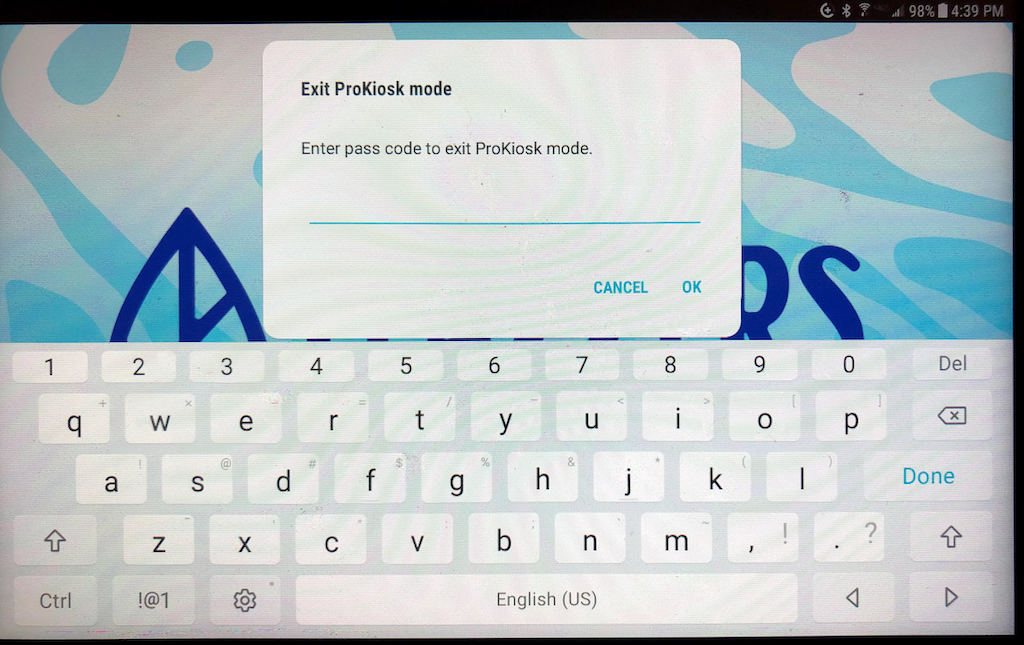 98% 4:39 PM
Exit ProKiosk mode
Enter pass code to exit ProKiosk mode.
CANCEL OK
RS
1 2 3 4 5 6 7 8 9 0 Del
+ × = / < > [ ]
q w e r t y u i o p
! @ # $ % & * ( )
a s d f g h j k l Done
z x c v b n m , ! . ?
Ctrl !@1 English (US)